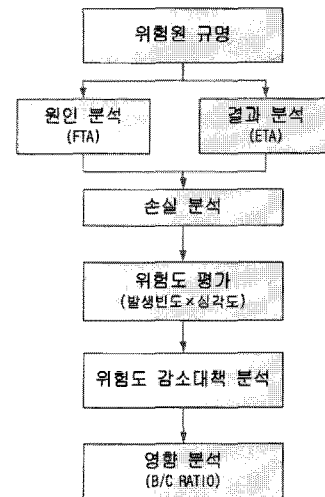 위험원 규명
원인 분석
(FTA)
결과 분석
(ETA)
손실 분석
위험도 평가
(발생빈도×심각도)
위험도 감소대책 분석
영향 분석
(B/C RATIO)